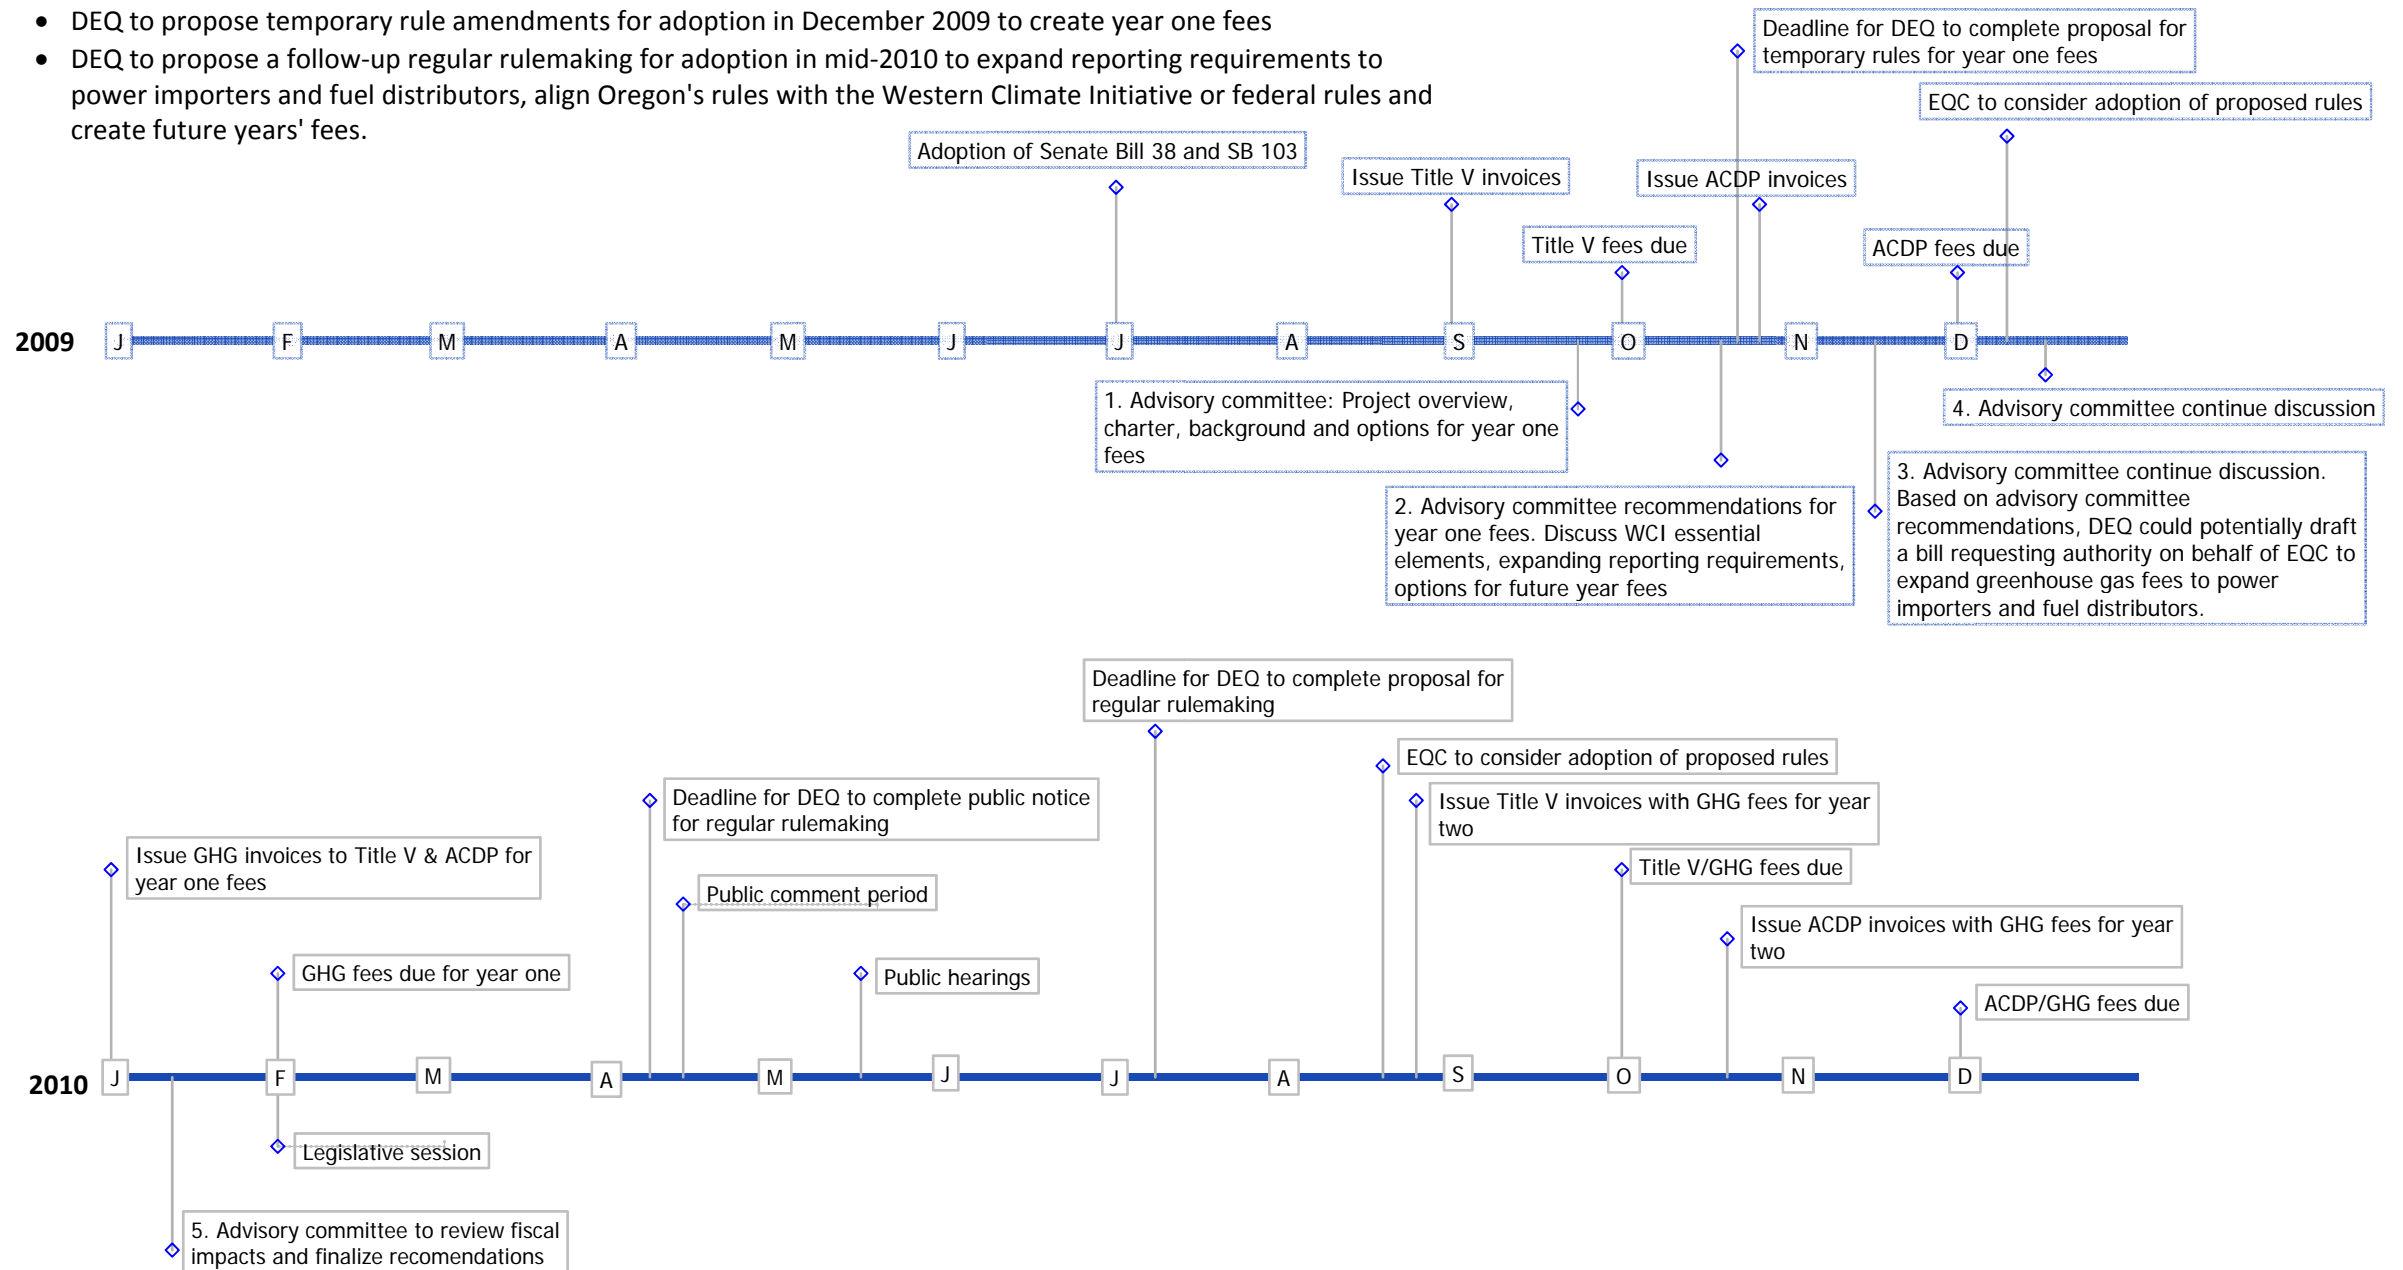 • DEQ to propose temporary rule amendments for adoption in December 2009 to create year one fees
• DEQ to propose a follow-up regular rulemaking for adoption in mid-2010 to expand reporting requirements to
power importers and fuel distributors, align Oregon's rules with the Western Climate Initiative or federal rules and
create future years' fees.
Deadline for DEQ to complete proposal for
temporary rules for year one fees
EQC to consider adoption of proposed rules
Adoption of Senate Bill 38 and SB 103
Issue Title V invoices
Issue ACDP invoices
Title V fees due
ACDP fees due
2009 J F M A M J J A S O N D
1. Advisory committee: Project overview,
charter, background and options for year one
fees
2. Advisory committee recommendations for
year one fees. Discuss WCI essential
elements, expanding reporting requirements,
options for future year fees
4. Advisory committee continue discussion
3. Advisory committee continue discussion.
Based on advisory committee
recommendations, DEQ could potentially draft
a bill requesting authority on behalf of EQC to
expand greenhouse gas fees to power
importers and fuel distributors.
Deadline for DEQ to complete proposal for
regular rulemaking
EQC to consider adoption of proposed rules
Deadline for DEQ to complete public notice
for regular rulemaking
Issue Title V invoices with GHG fees for year
two
Issue GHG invoices to Title V & ACDP for
year one fees
Title V/GHG fees due
Public comment period
Issue ACDP invoices with GHG fees for year
two
GHG fees due for year one
Public hearings
ACDP/GHG fees due
2010 J F M A M J J A S O N D
Legislative session
5. Advisory committee to review fiscal
impacts and finalize recomendations